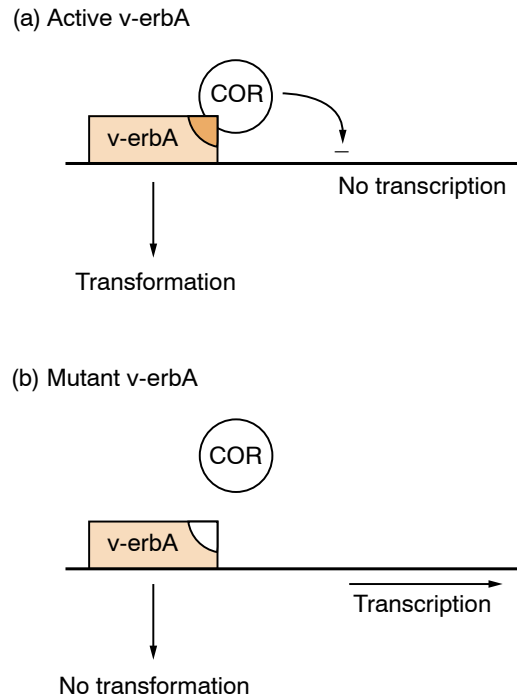 (a) Active v-erbA
COR
v-erbA
–
No transcription
Transformation
(b) Mutant v-erbA
COR
v-erbA
Transcription
No transformation